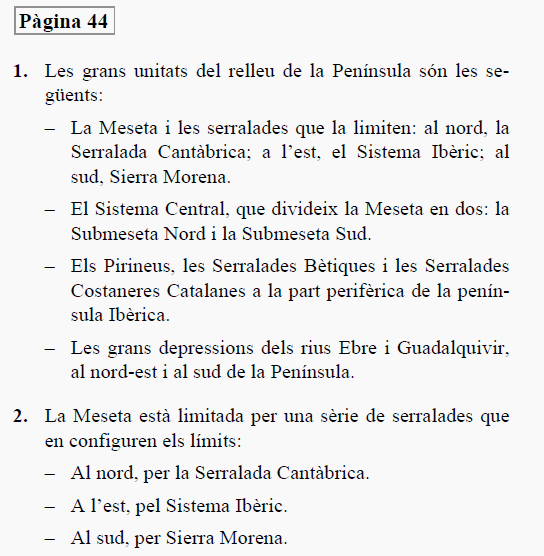 Pàgina 44
1. Les grans unitats del relleu de la Península són les se-
güents:
– La Meseta i les serralades que la limiten: al nord, la
Serralada Cantàbrica; a l’est, el Sistema Ibèric; al
sud, Sierra Morena.
– El Sistema Central, que divideix la Meseta en dos: la
Submeseta Nord i la Submeseta Sud.
– Els Pirineus, les Serralades Bètiques i les Serralades
Costaneres Catalanes a la part perifèrica de la penín-
sula Ibèrica.
– Les grans depressions dels rius Ebre i Guadalquivir,
al nord-est i al sud de la Península.
2. La Meseta està limitada per una sèrie de serralades que
en configuren els límits:
– Al nord, per la Serralada Cantàbrica.
– A l’est, pel Sistema Ibèric.
– Al sud, per Sierra Morena.